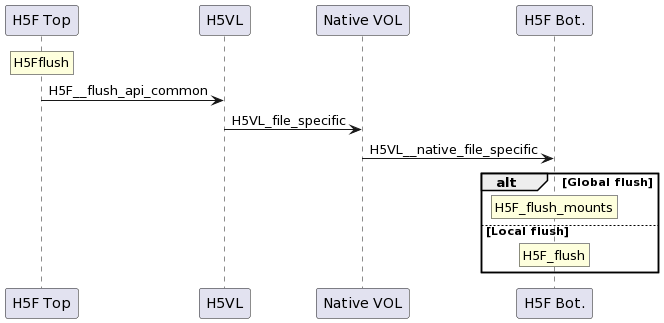 H5F Top H5VL Native VOL H5F Bot.
H5Fflush
H5F__flush_api_common
H5VL_file_specific
H5VL__native_file_specific
alt [Global flush]
H5F_flush_mounts
[Local flush]
H5F_flush
H5F Top H5VL Native VOL H5F Bot.